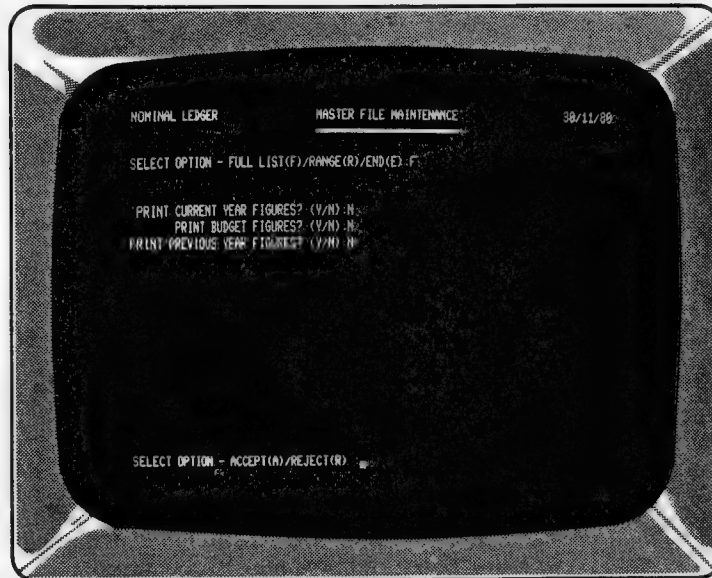 NOMINAL LEDGER MASTER FILE MAINTENANCE 30/11/80
SELECT OPTION - FULL LIST(F)/RANGE(R)/END(E) F
PRINT CURRENT YEAR FIGURES? (Y/N) N
PRINT BUDGET FIGURES? (Y/N) N
PRINT PREVIOUS YEAR FIGURES? (Y/N) N
SELECT OPTION - ACCEPT(A)/REJECT(R)